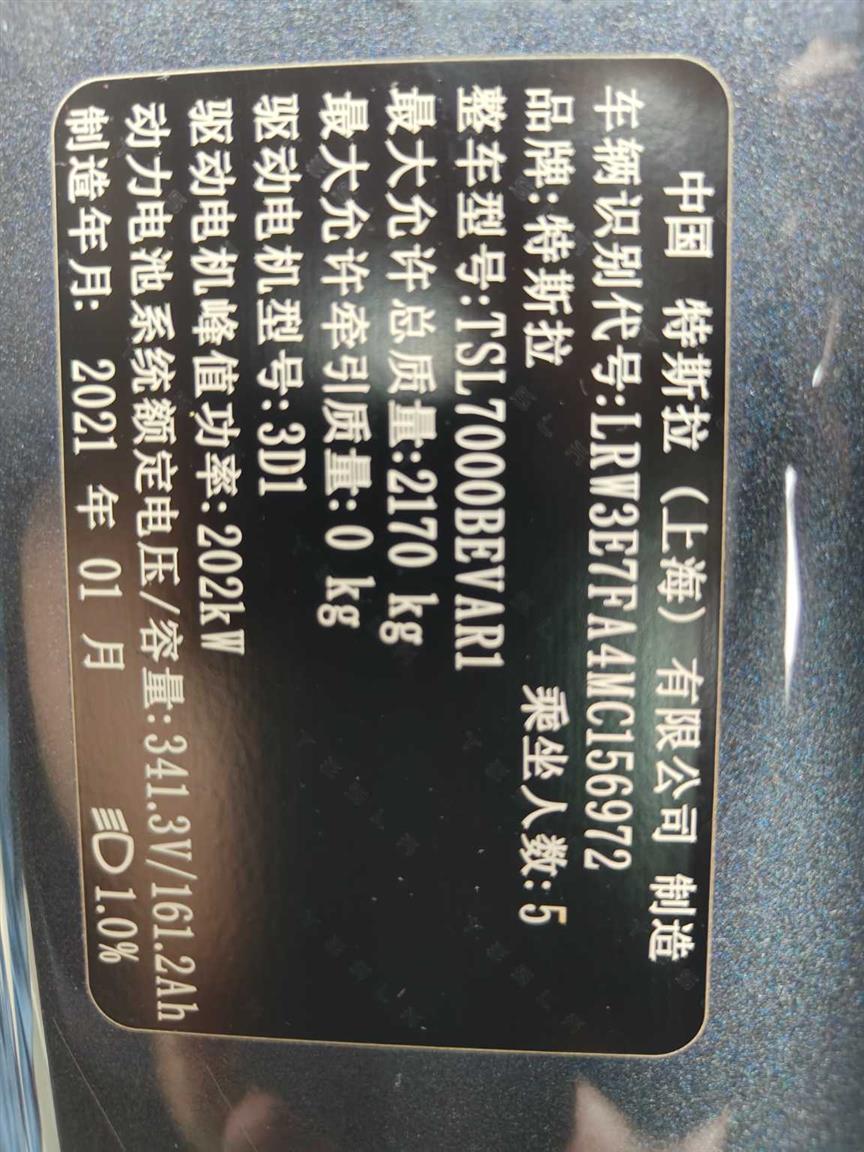 中国 特斯拉（上海）有限公司 制造
车辆识别代号:LRW3E7FA4MC156972
品牌:特斯拉 乘坐人数:5
整车型号:TSL7000BEVAR1
最大允许总质量:2170 kg
最大允许牵引质量:0 kg
驱动电机型号:3D1
驱动电机峰值功率:202kW
动力电池系统额定电压/容量:341.3V/161.2Ah
制造年月: 2021 年 01 月 1.0%